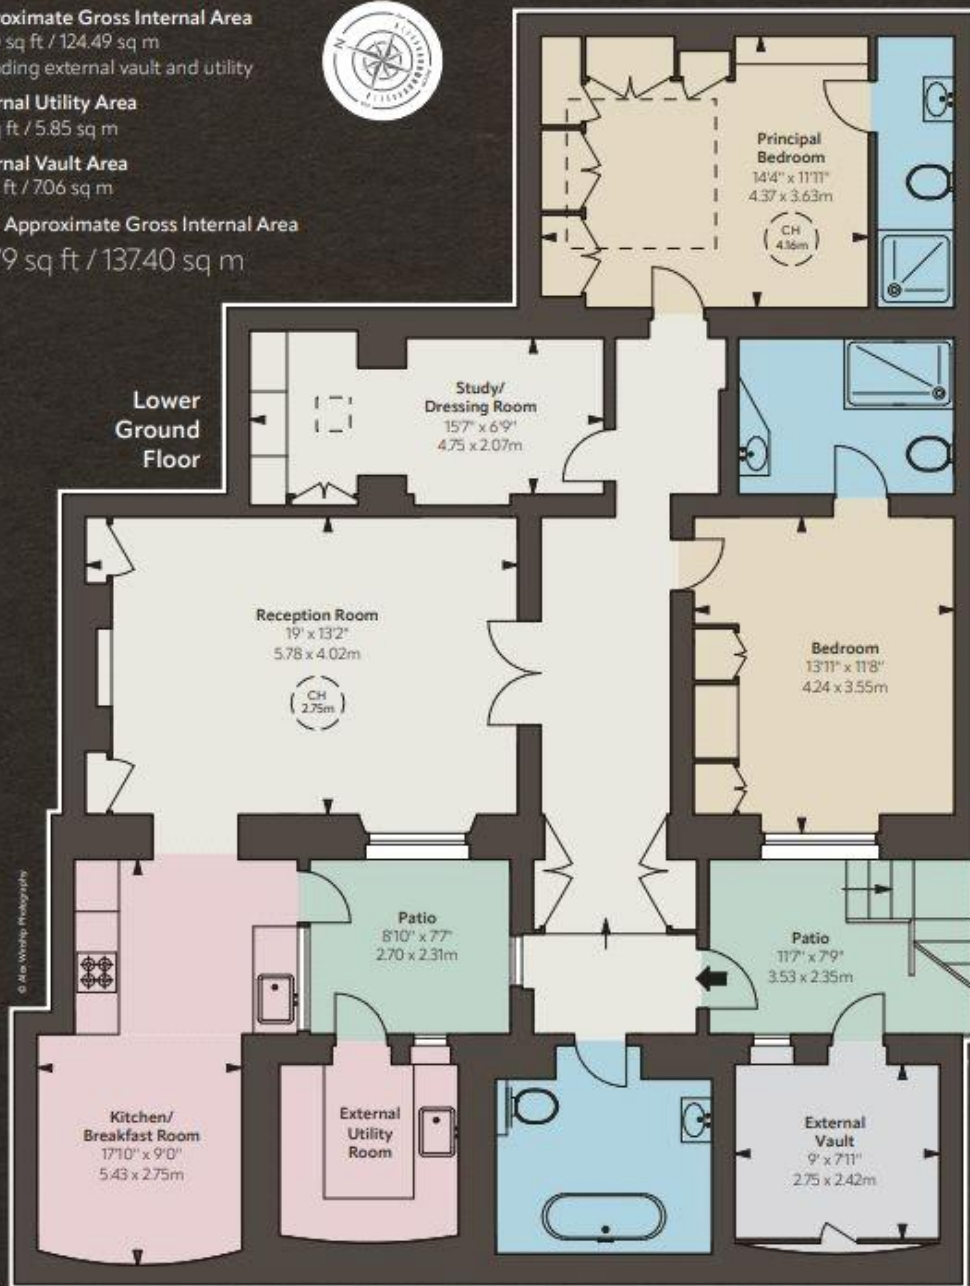 Approximate Gross Internal Area
sq ft / 124.49 sq m
external vault and utility
Utility Area
ft / 5.85 sq m
Vault Area
ft / 7.06 sq m
Approximate Gross Internal Area
sq ft / 137.40 sq m
N
Lower
Ground
Floor
Principal
Bedroom
14'4" x 11'11"
4.37 x 3.63m
CH
4.16m
Study/
Dressing Room
15'7" x 6'9"
4.75 x 2.07m
Reception Room
19' x 13'2"
5.78 x 4.02m
CH
2.75m
Bedroom
13'11" x 11'8"
4.24 x 3.55m
Patio
8'10" x 7'7"
2.70 x 2.31m
Patio
11'7" x 7'9"
3.53 x 2.35m
Kitchen/
Breakfast Room
17'10" x 9'0"
5.43 x 2.75m
External
Utility
Room
External
Vault
9' x 7'11"
2.75 x 2.42m
© Alex Winship Photography